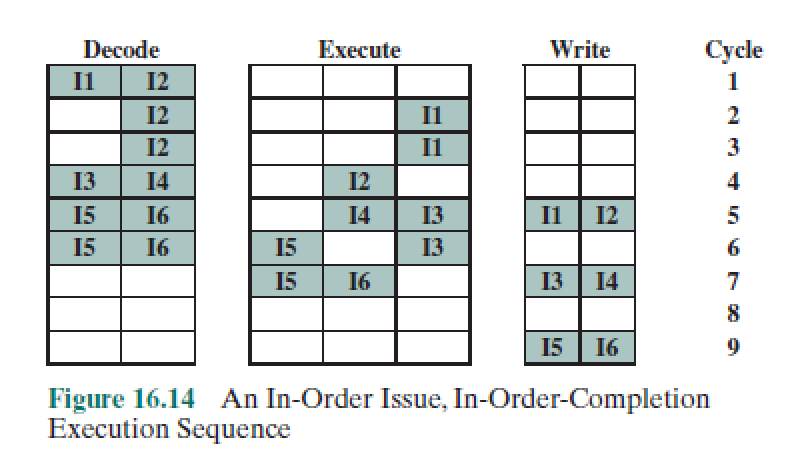 Decode Execute Write Cycle
I1 I2 1
I2 I1 2
I2 I1 3
I3 I4 I2 4
I5 I6 I4 I3 I1 I2 5
I5 I6 I5 I3 6
I5 I6 I3 I4 7
8
I5 I6 9
Figure 16.14 An In-Order Issue, In-Order-Completion
Execution Sequence